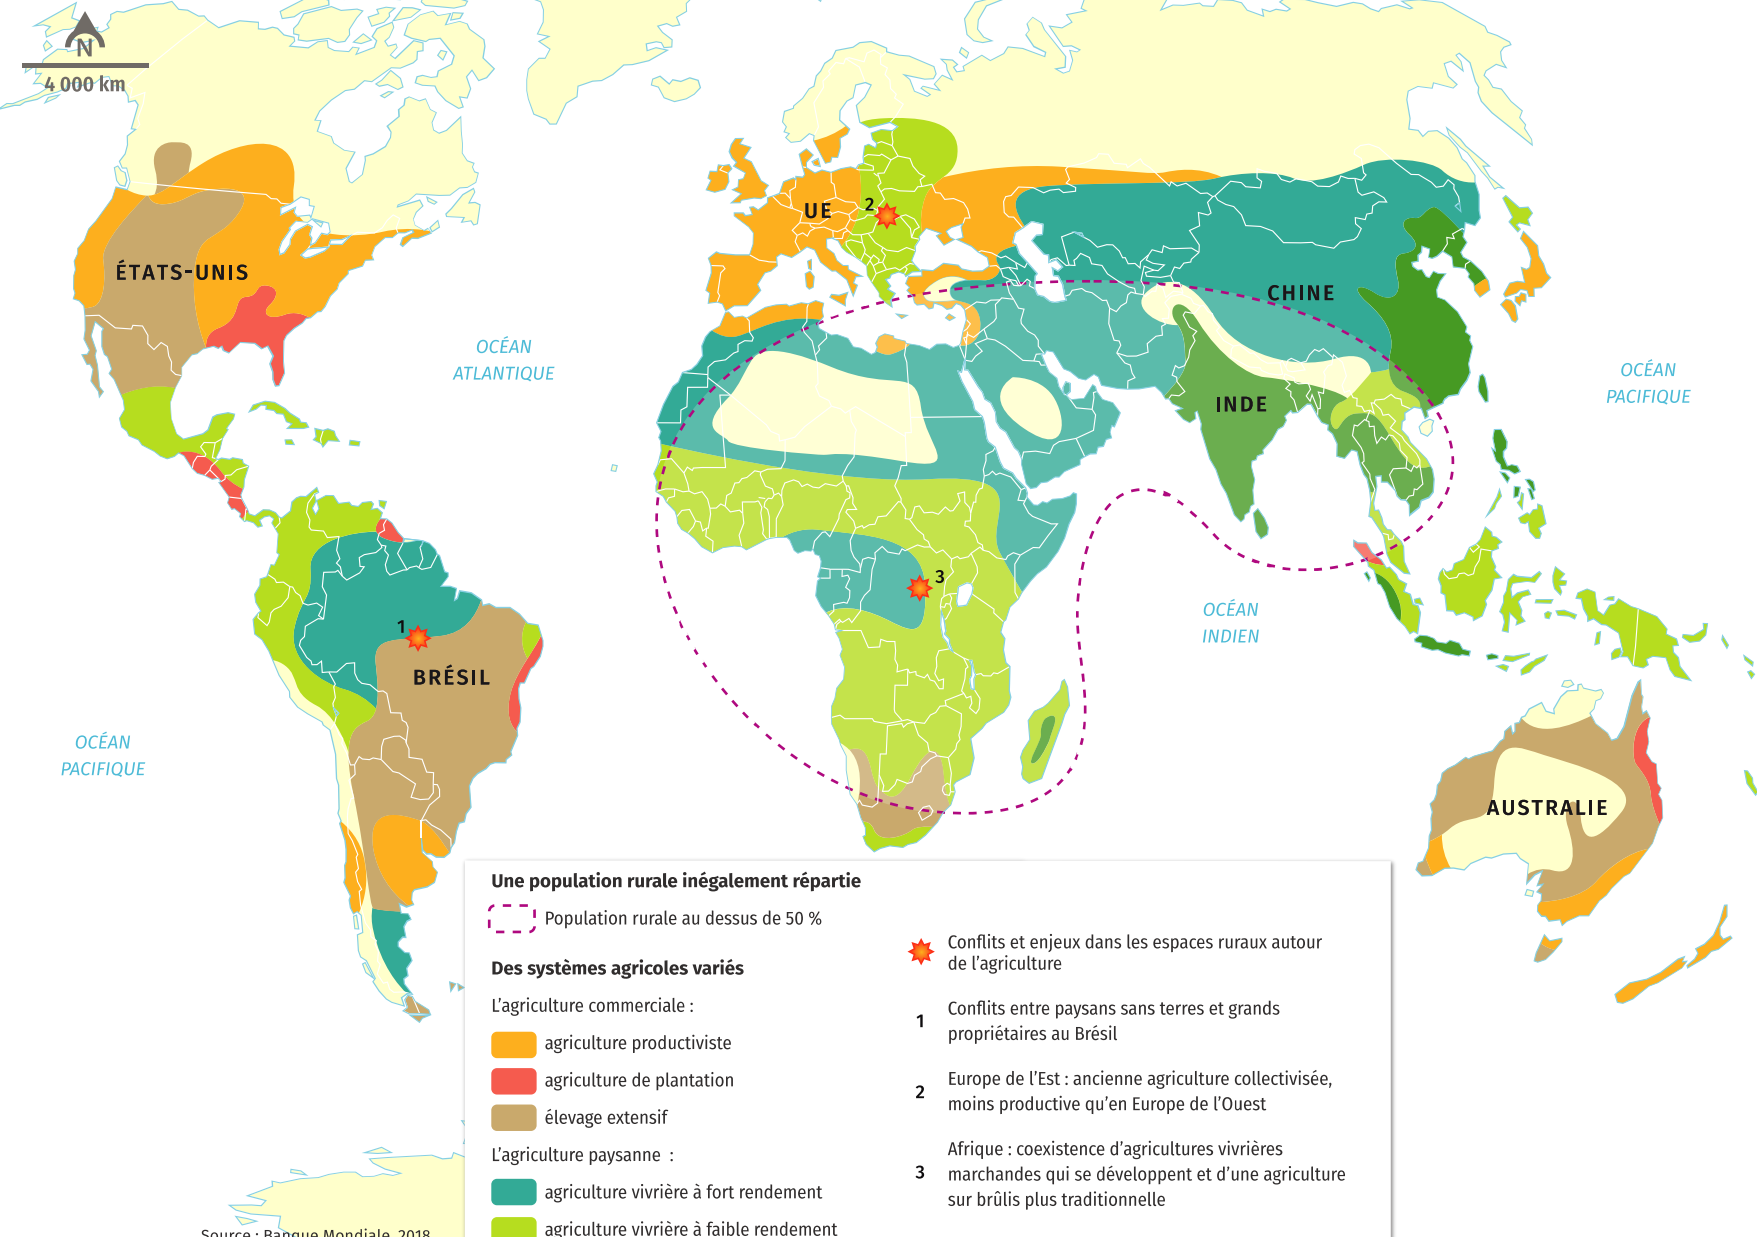 N
4 000 km
ÉTATS-UNIS
UE
2
CHINE
INDE
OCÉAN
ATLANTIQUE
OCÉAN
PACIFIQUE
3
1
BRÉSIL
OCÉAN
INDIEN
OCÉAN
PACIFIQUE
AUSTRALIE
Une population rurale inégalement répartie
Population rurale au dessus de 50 %
Des systèmes agricoles variés
L'agriculture commerciale :
agriculture productiviste
agriculture de plantation
élevage extensif
L'agriculture paysanne :
agriculture vivrière à fort rendement
agriculture vivrière à faible rendement
Conflits et enjeux dans les espaces ruraux autour
de l'agriculture
1
Conflits entre paysans sans terres et grands
propriétaires au Brésil
2
Europe de l'Est : ancienne agriculture collectivisée,
moins productive qu'en Europe de l'Ouest
3
Afrique : coexistence d'agricultures vivrières
marchandes qui se développent et d'une agriculture
sur brûlis plus traditionnelle
Source : Banque Mondiale, 2018